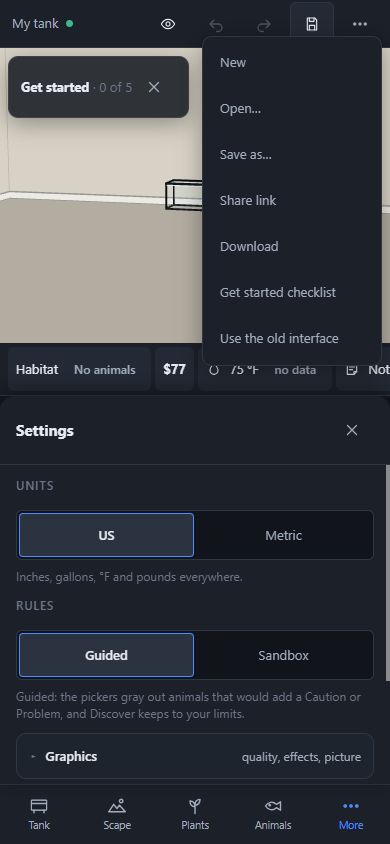 My tank
New
Open...
Save as...
Share link
Download
Get started checklist
Use the old interface
Get started · 0 of 5
Habitat No animals
$77
75 °F no data
Not
Settings
UNITS
US
Metric
Inches, gallons, °F and pounds everywhere.
RULES
Guided
Sandbox
Guided: the pickers gray out animals that would add a Caution or
Problem, and Discover keeps to your limits.
Graphics
quality, effects, picture
Tank
Scape
Plants
Animals
More